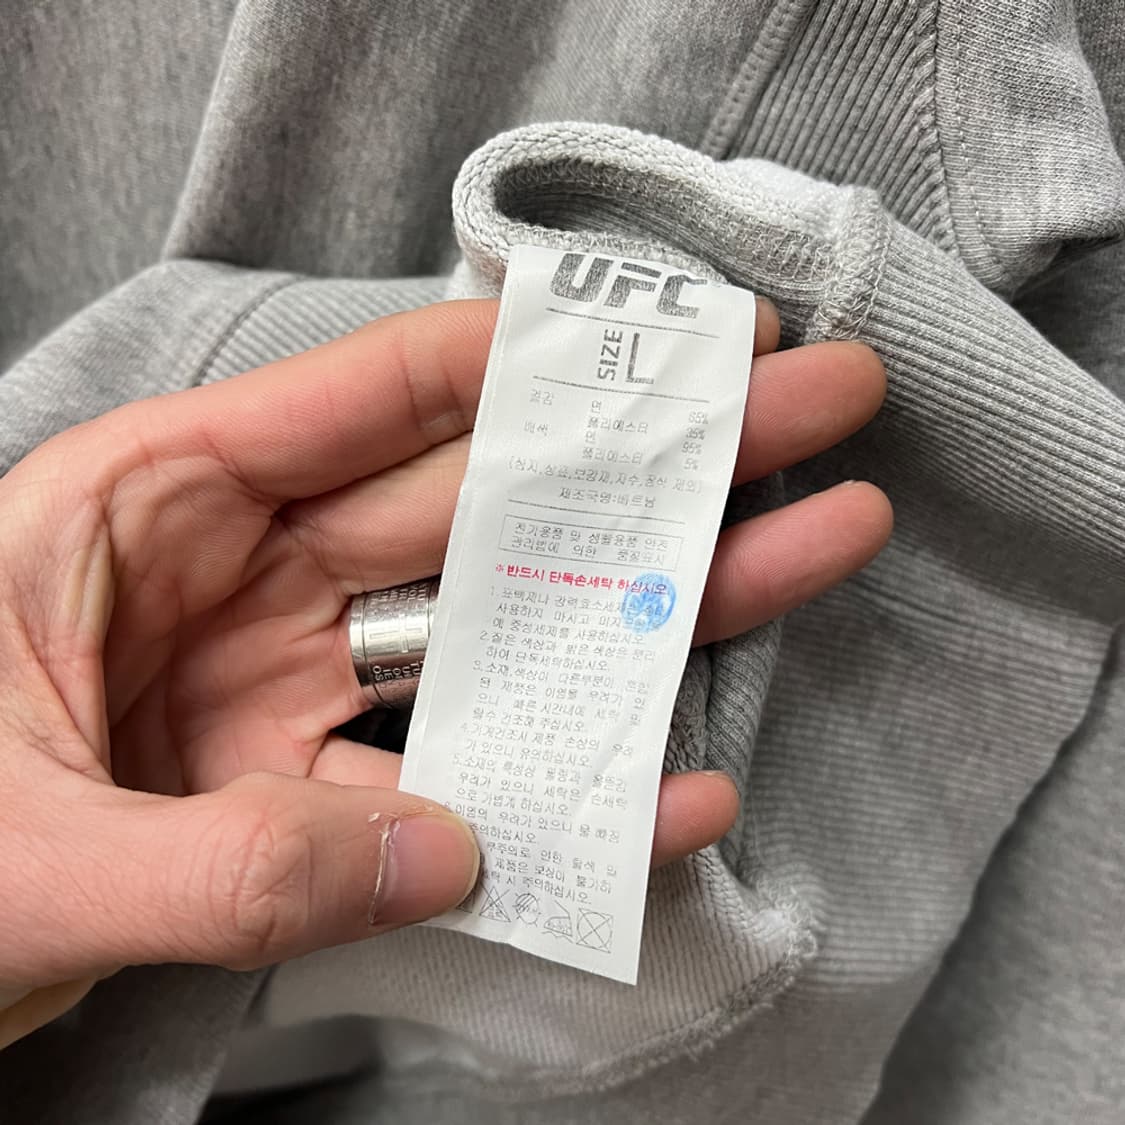 UFC
SIZE L
겉감 면 65%
폴리에스터 35%
배색 면 95%
폴리에스터 5%
(심지,상표,보강재,자수,장식 제외)
제조국명:베트남
전기용품 및 생활용품 안전
관리법에 의한 품질표시
※반드시 단독손세탁 하십시오.
1.표백제나 강력효소세제는
사용하지 마시고 미지근한물
에 중성세제를 사용하십시오.
2.짙은 색상과 밝은 색상은 분리
하여 단독세탁하십시오.
3.소재,색상이 다른부분이 혼합
된 제품은 이염될 우려가 있
으니 빠른 시간내에 세탁 및
탈수 건조해 주십시오.
4.기계건조시 제품 손상의 우려
가 있으니 유의하십시오.
5.소재의 특성상 필링과 올뜯김
우려가 있으니 세탁은 손세탁
으로 가볍게 하십시오.
6.이염의 우려가 있으니 물 빠짐
주의하십시오.
부주의로 인한 탈색 및
제품은 보상이 불가하
세탁 시 주의하십시오.